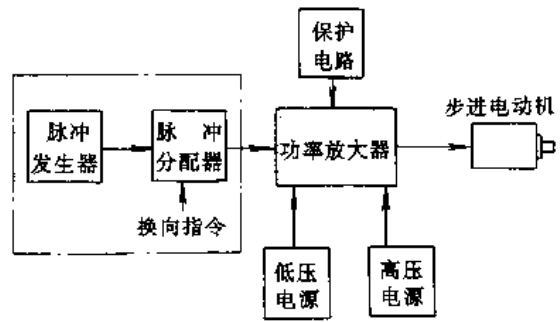 保护
电路
步进电动机
脉冲
发生器
脉 冲
分配器
功率放大器
换向指令
低压
电源
高压
电源